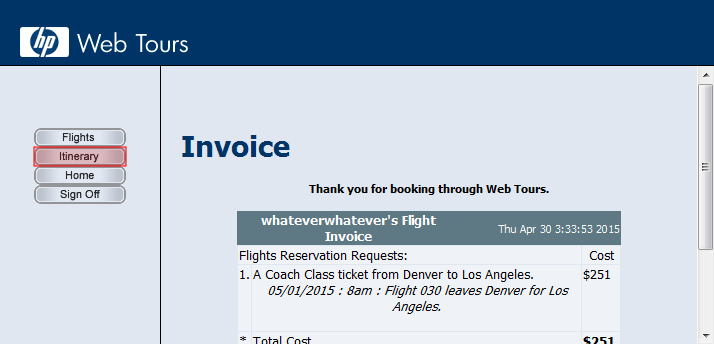 hp Web Tours
Flights
Itinerary
Home
Sign Off
Invoice
Thank you for booking through Web Tours.
whateverwhatever's Flight
Invoice
Thu Apr 30 3:33:53 2015
Flights Reservation Requests: Cost
1. A Coach Class ticket from Denver to Los Angeles. $251
05/01/2015 : 8am : Flight 030 leaves Denver for Los
Angeles.
* Total Cost $251